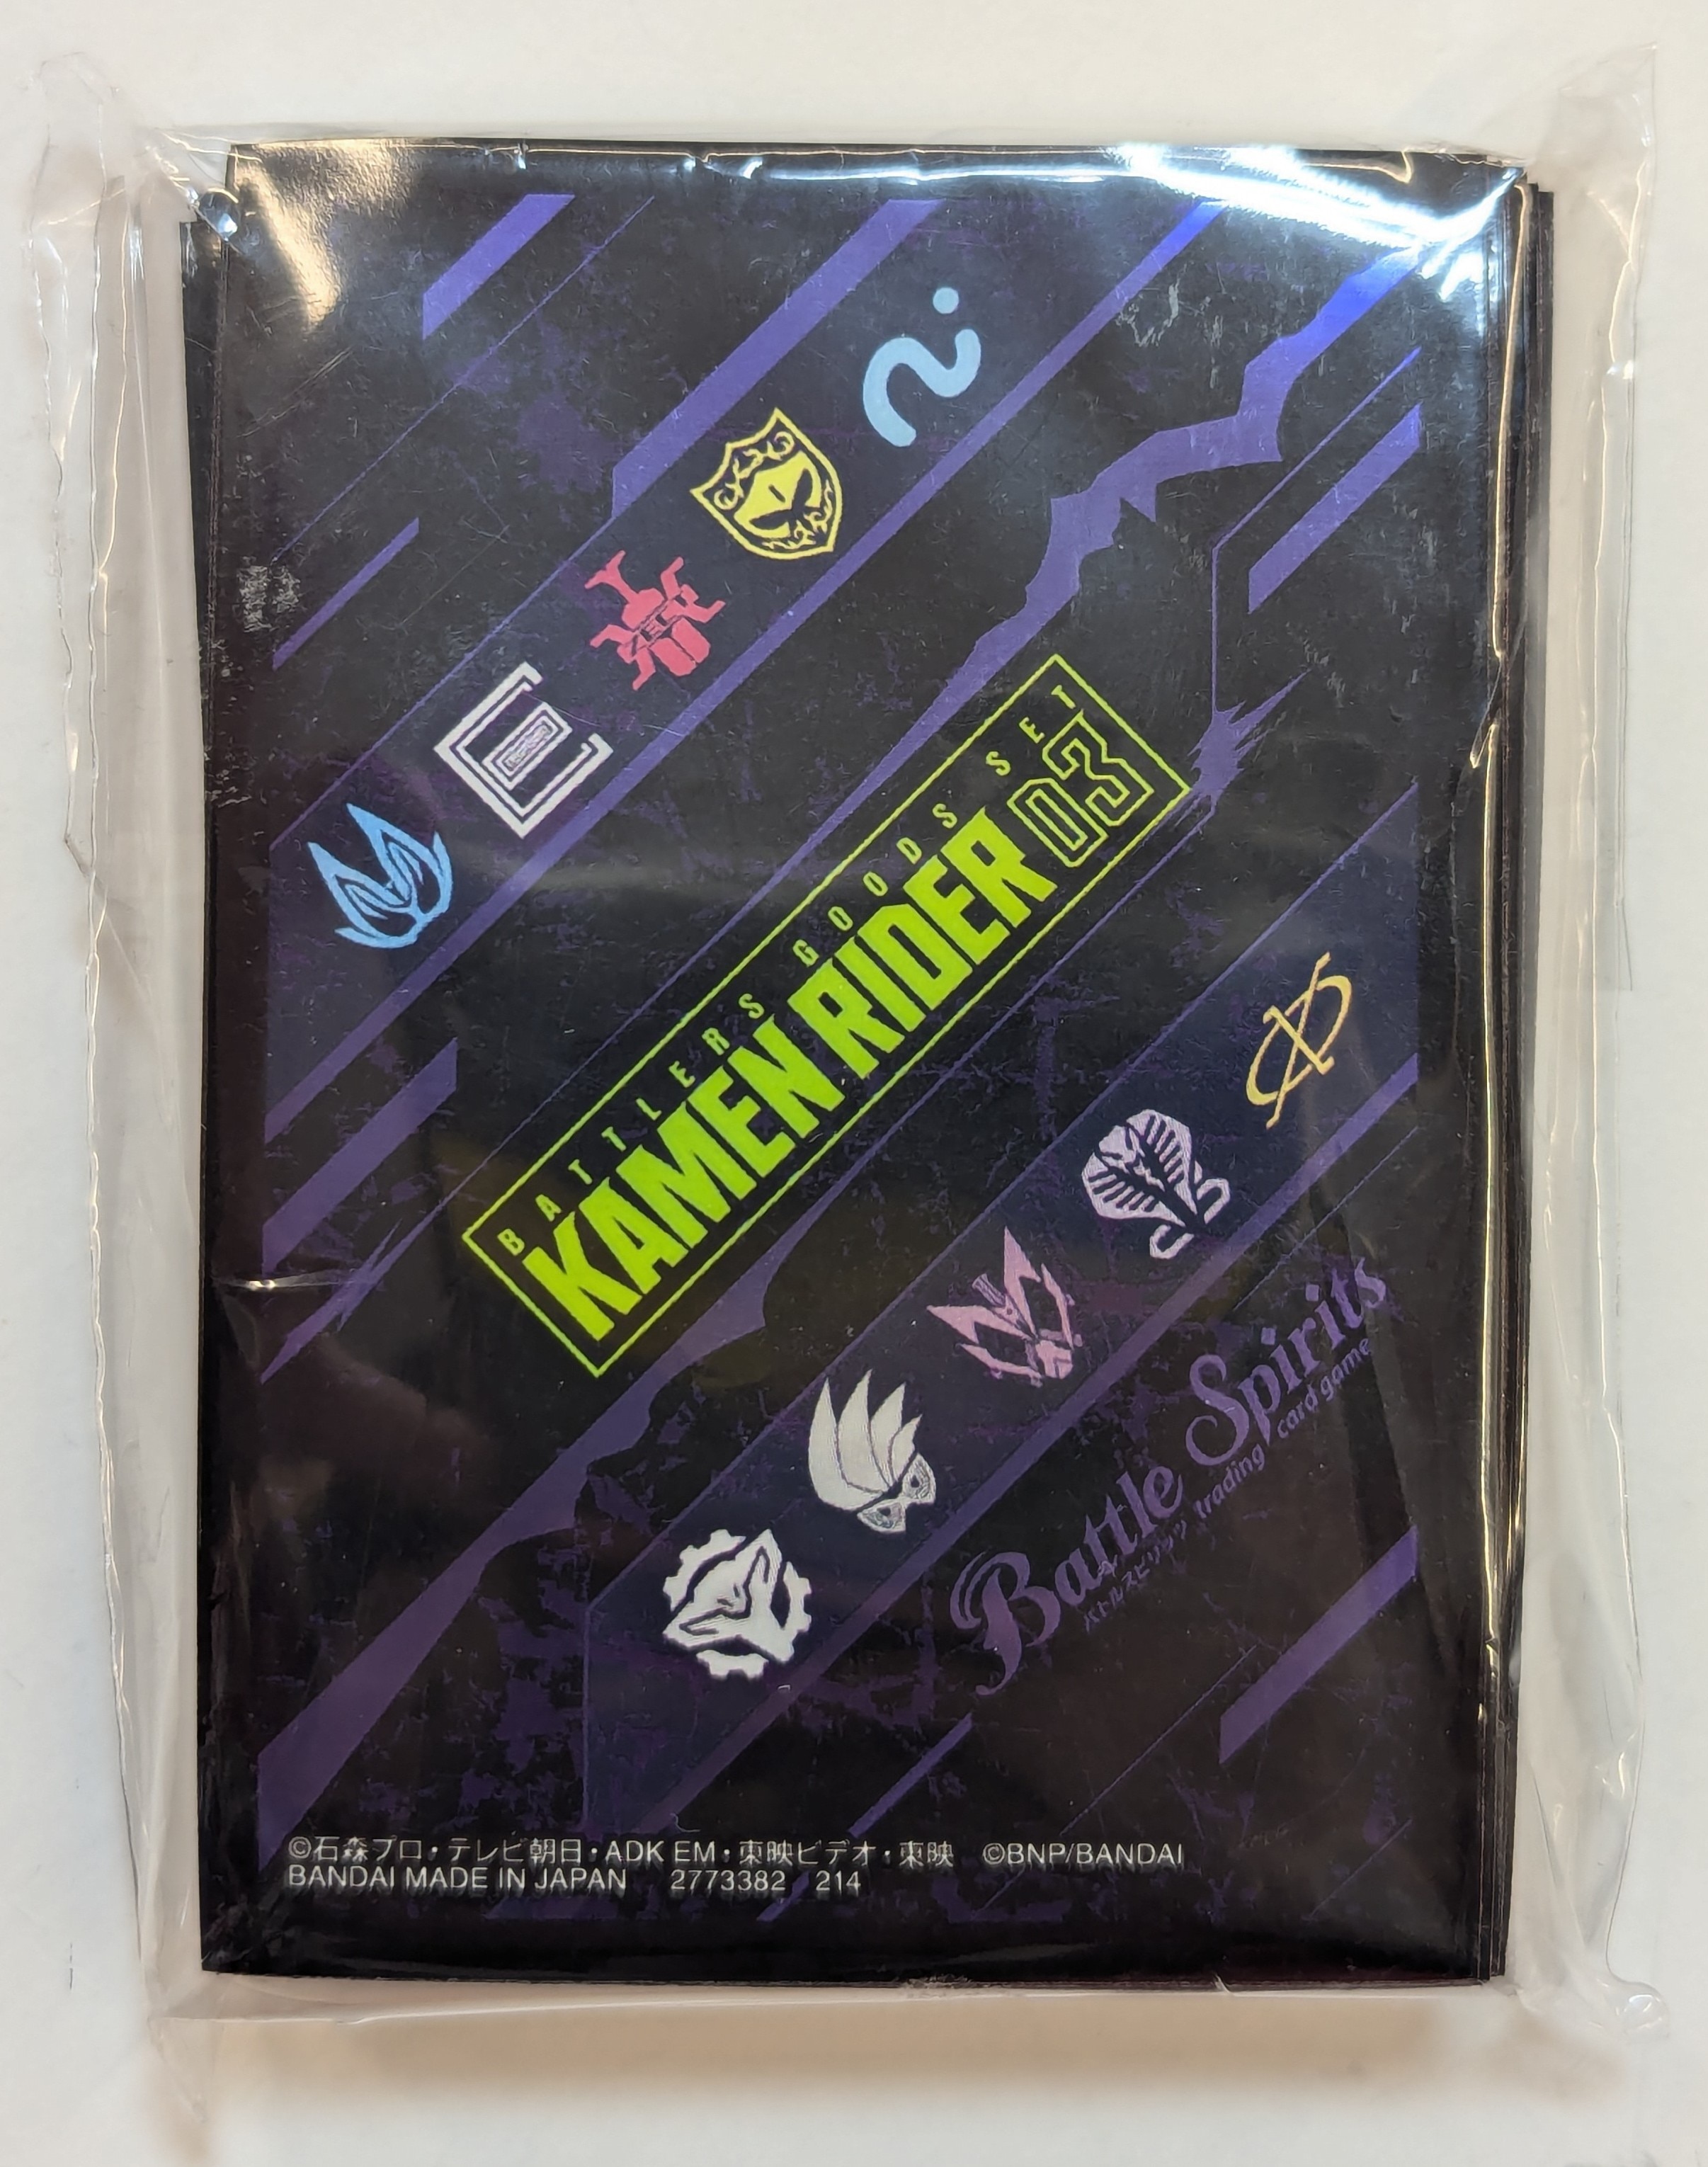 BATTLERS GOODS SET
KAMEN RIDER 03
Battle Spirits
バトルスピリッツ trading card game
©石森プロ・テレビ朝日・ADK EM・東映ビデオ・東映 ©BNP/BANDAI
BANDAI MADE IN JAPAN 2773382 214